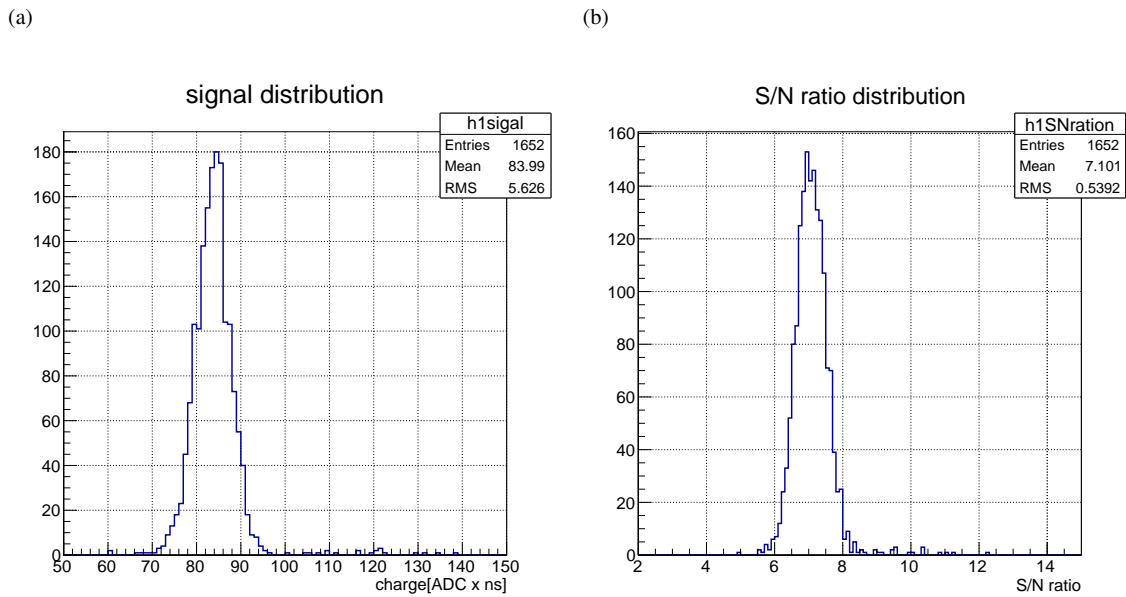 (a)
(b)
signal distribution
h1sigal
Entries 1652
Mean 83.99
RMS 5.626
180
160
140
120
100
80
60
40
20
0
50 60 70 80 90 100 110 120 130 140 150
charge[ADC x ns]
S/N ratio distribution
h1SNration
Entries 1652
Mean 7.101
RMS 0.5392
160
140
120
100
80
60
40
20
0
2 4 6 8 10 12 14
S/N ratio